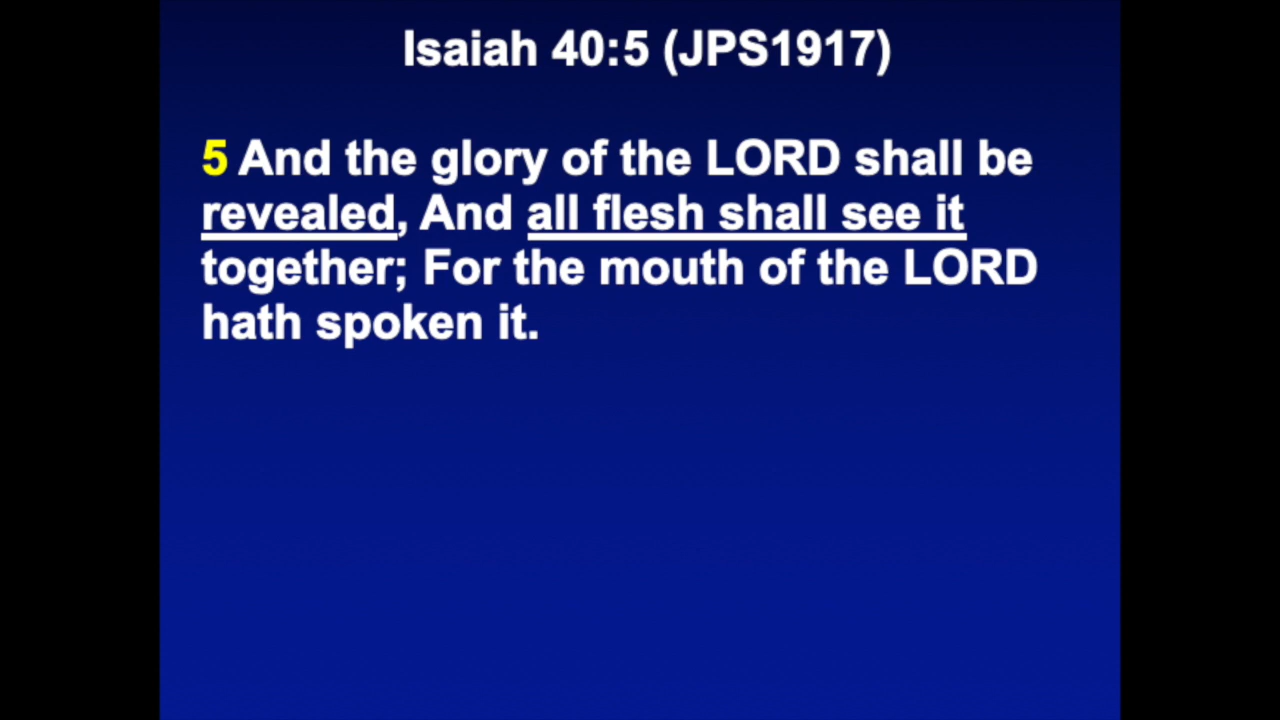 Isaiah 40:5 (JPS1917)
5 And the glory of the LORD shall be
revealed, And all flesh shall see it
together; For the mouth of the LORD
hath spoken it.